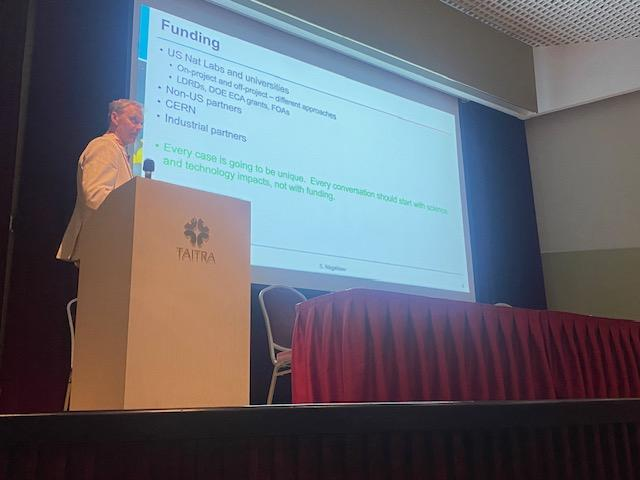 Funding
• US Nat Labs and universities
• On-project and off-project – different approaches
• LDRDs, DOE ECA grants, FOAs
• Non-US partners
• CERN
• Industrial partners
• Every case is going to be unique. Every conversation should start with science
and technology impacts, not with funding.
TAITRA